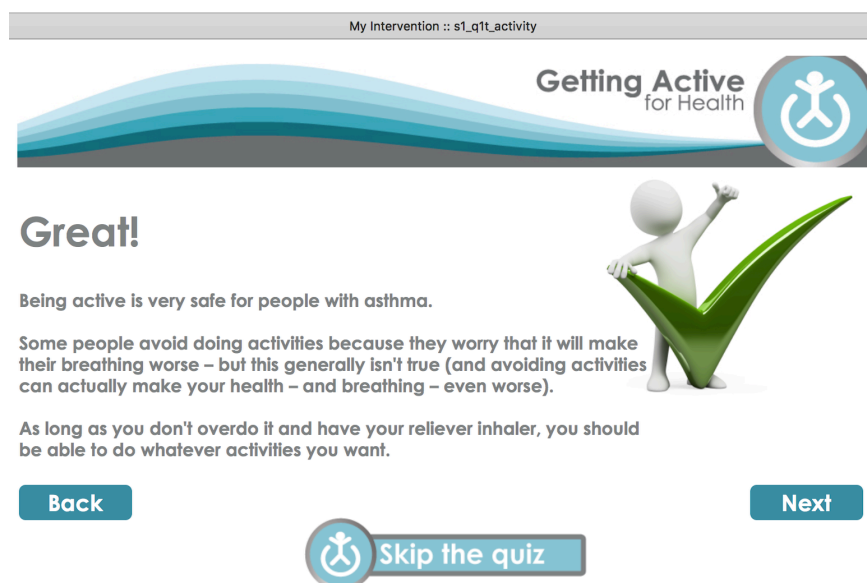 My Intervention :: s1_q1t_activity
Getting Active
for Health
Great!
Being active is very safe for people with asthma.
Some people avoid doing activities because they worry that it will make
their breathing worse – but this generally isn't true (and avoiding activities
can actually make your health – and breathing – even worse).
As long as you don't overdo it and have your reliever inhaler, you should
be able to do whatever activities you want.
Back
Next
Skip the quiz